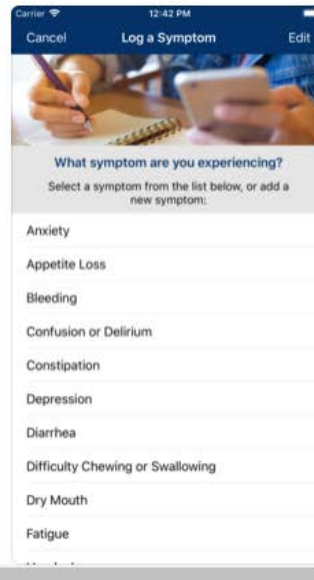 Carrier 12:42 PM
Cancel Log a Symptom Edit
What symptom are you experiencing?
Select a symptom from the list below, or add a
new symptom:
Anxiety
Appetite Loss
Bleeding
Confusion or Delirium
Constipation
Depression
Diarrhea
Difficulty Chewing or Swallowing
Dry Mouth
Fatigue